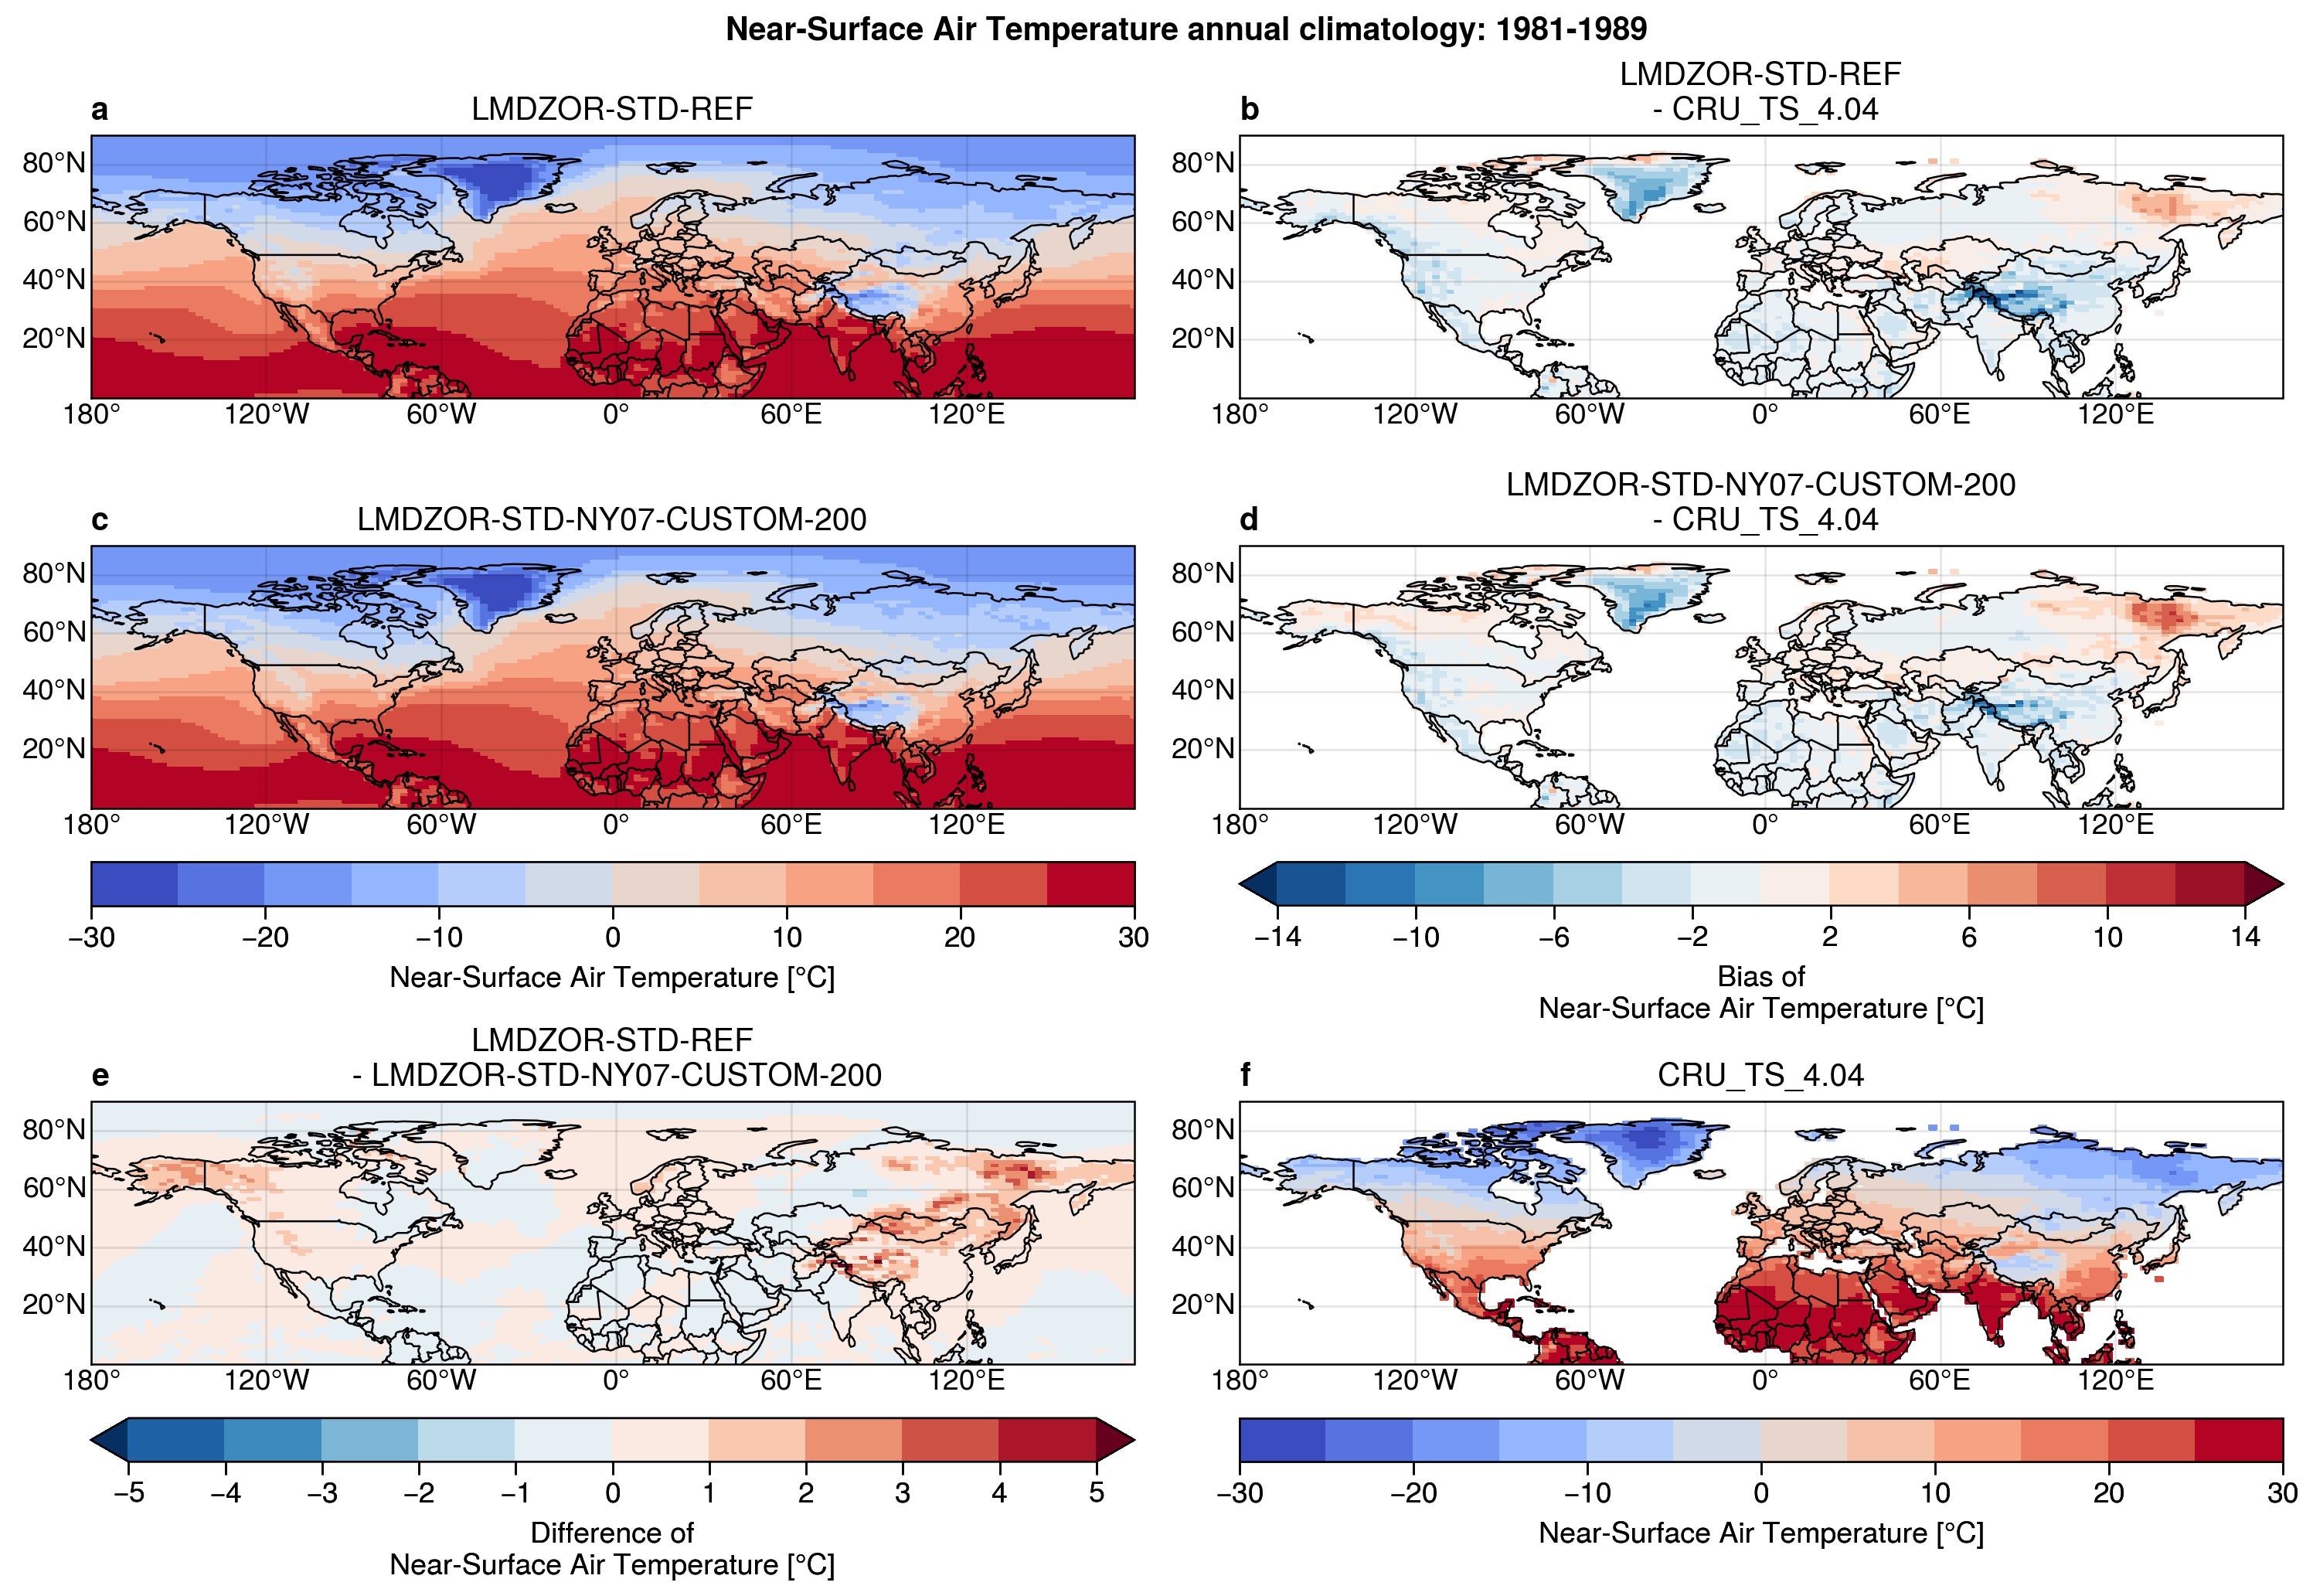 Near-Surface Air Temperature annual climatology: 1981-1989
a
LMDZOR-STD-REF
80°N
60°N
40°N
20°N
180°
120°W
60°W
0°
60°E
120°E
b
LMDZOR-STD-REF
- CRU_TS_4.04
80°N
60°N
40°N
20°N
180°
120°W
60°W
0°
60°E
120°E
c
LMDZOR-STD-NY07-CUSTOM-200
80°N
60°N
40°N
20°N
180°
120°W
60°W
0°
60°E
120°E
−30
−20
−10
0
10
20
30
Near-Surface Air Temperature [°C]
d
LMDZOR-STD-NY07-CUSTOM-200
- CRU_TS_4.04
80°N
60°N
40°N
20°N
180°
120°W
60°W
0°
60°E
120°E
−14
−10
−6
−2
2
6
10
14
Bias of
Near-Surface Air Temperature [°C]
e
LMDZOR-STD-REF
- LMDZOR-STD-NY07-CUSTOM-200
80°N
60°N
40°N
20°N
180°
120°W
60°W
0°
60°E
120°E
−5
−4
−3
−2
−1
0
1
2
3
4
5
Difference of
Near-Surface Air Temperature [°C]
f
CRU_TS_4.04
80°N
60°N
40°N
20°N
180°
120°W
60°W
0°
60°E
120°E
−30
−20
−10
0
10
20
30
Near-Surface Air Temperature [°C]